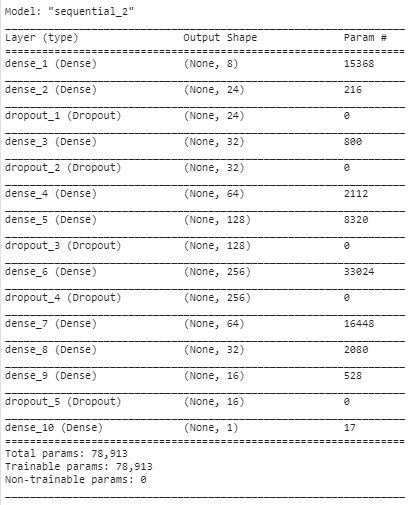 Model: "sequential_2"
Layer (type) Output Shape Param #
dense_1 (Dense) (None, 8) 15368
dense_2 (Dense) (None, 24) 216
dropout_1 (Dropout) (None, 24) 0
dense_3 (Dense) (None, 32) 800
dropout_2 (Dropout) (None, 32) 0
dense_4 (Dense) (None, 64) 2112
dense_5 (Dense) (None, 128) 8320
dropout_3 (Dropout) (None, 128) 0
dense_6 (Dense) (None, 256) 33024
dropout_4 (Dropout) (None, 256) 0
dense_7 (Dense) (None, 64) 16448
dense_8 (Dense) (None, 32) 2080
dense_9 (Dense) (None, 16) 528
dropout_5 (Dropout) (None, 16) 0
dense_10 (Dense) (None, 1) 17
Total params: 78,913
Trainable params: 78,913
Non-trainable params: 0